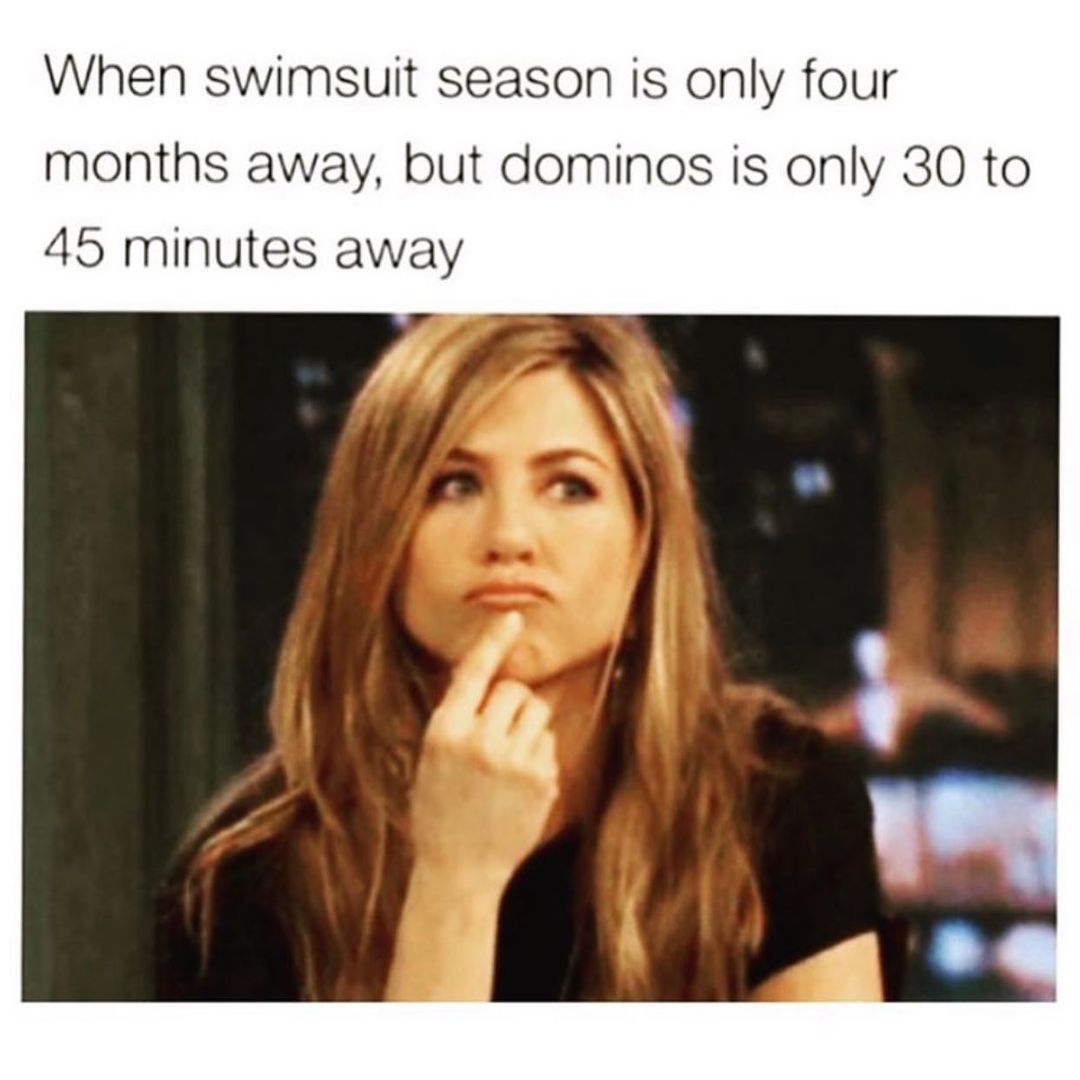 When swimsuit season is only four
months away, but dominos is only 30 to
45 minutes away